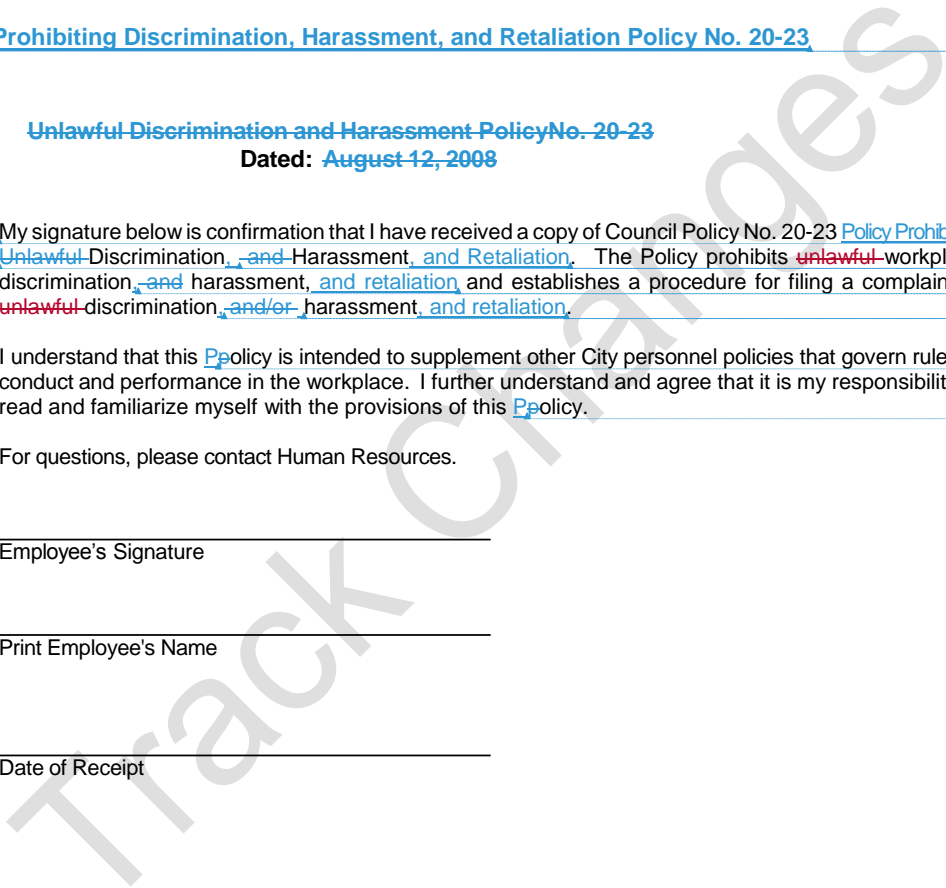 Prohibiting Discrimination, Harassment, and Retaliation Policy No. 20-23
Unlawful Discrimination and Harassment PolicyNo. 20-23
Dated: August 12, 2008
My signature below is confirmation that I have received a copy of Council Policy No. 20-23 Policy Prohib
Unlawful Discrimination, , and Harassment, and Retaliation. The Policy prohibits unlawful workpl
discrimination, and harassment, and retaliation and establishes a procedure for filing a complain
unlawful discrimination, and/or harassment, and retaliation.
I understand that this Ppolicy is intended to supplement other City personnel policies that govern rule
conduct and performance in the workplace. I further understand and agree that it is my responsibilit
read and familiarize myself with the provisions of this Ppolicy.
For questions, please contact Human Resources.
Employee’s Signature
Print Employee's Name
Date of Receipt
Track Changes